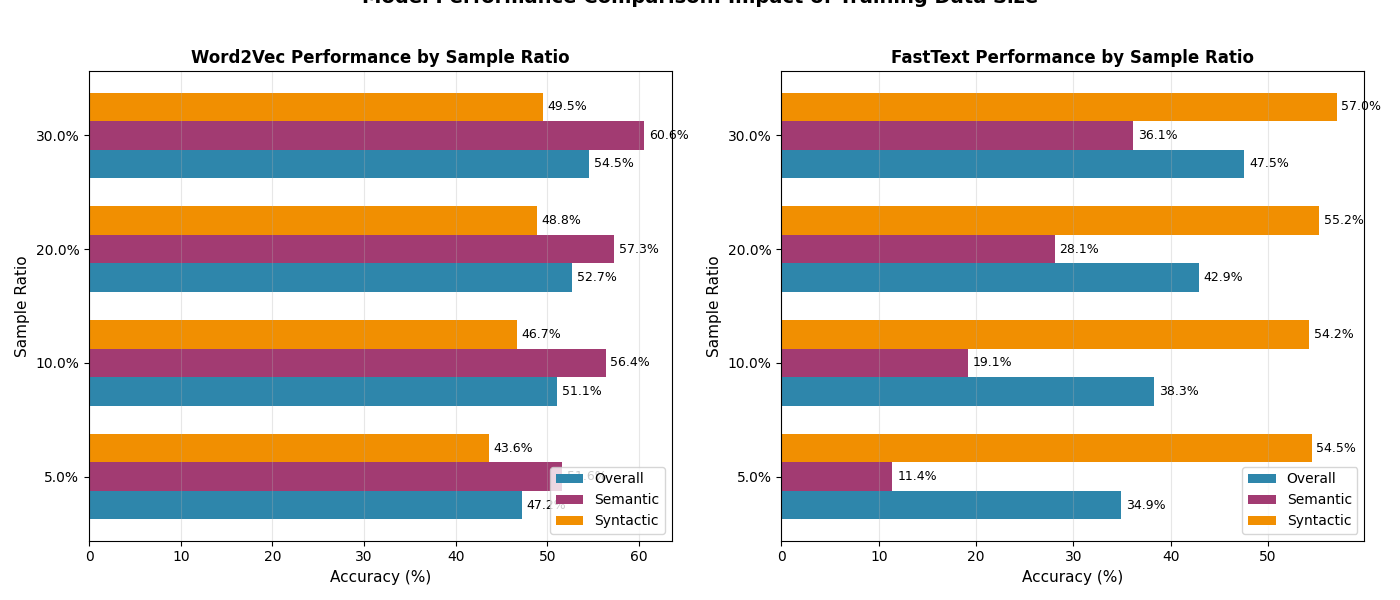 Model Performance Comparison: Impact of Training Data Size
Word2Vec Performance by Sample Ratio
Sample Ratio
30.0%
49.5%
60.6%
54.5%
20.0%
48.8%
57.3%
52.7%
10.0%
46.7%
56.4%
51.1%
5.0%
43.6%
51.6%
47.2%
Overall
Semantic
Syntactic
0 10 20 30 40 50 60
Accuracy (%)
FastText Performance by Sample Ratio
Sample Ratio
30.0%
57.0%
36.1%
47.5%
20.0%
55.2%
28.1%
42.9%
10.0%
54.2%
19.1%
38.3%
5.0%
54.5%
11.4%
34.9%
Overall
Semantic
Syntactic
0 10 20 30 40 50
Accuracy (%)